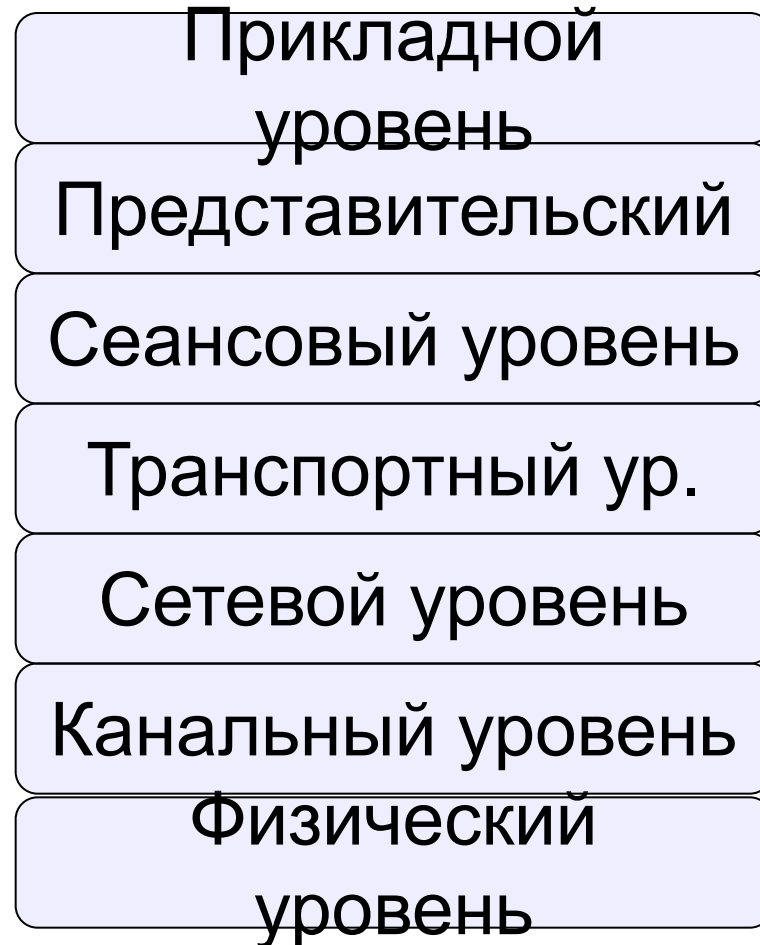 Прикладной
уровень
Представительский
Сеансовый уровень
Транспортный ур.
Сетевой уровень
Канальный уровень
Физический
уровень